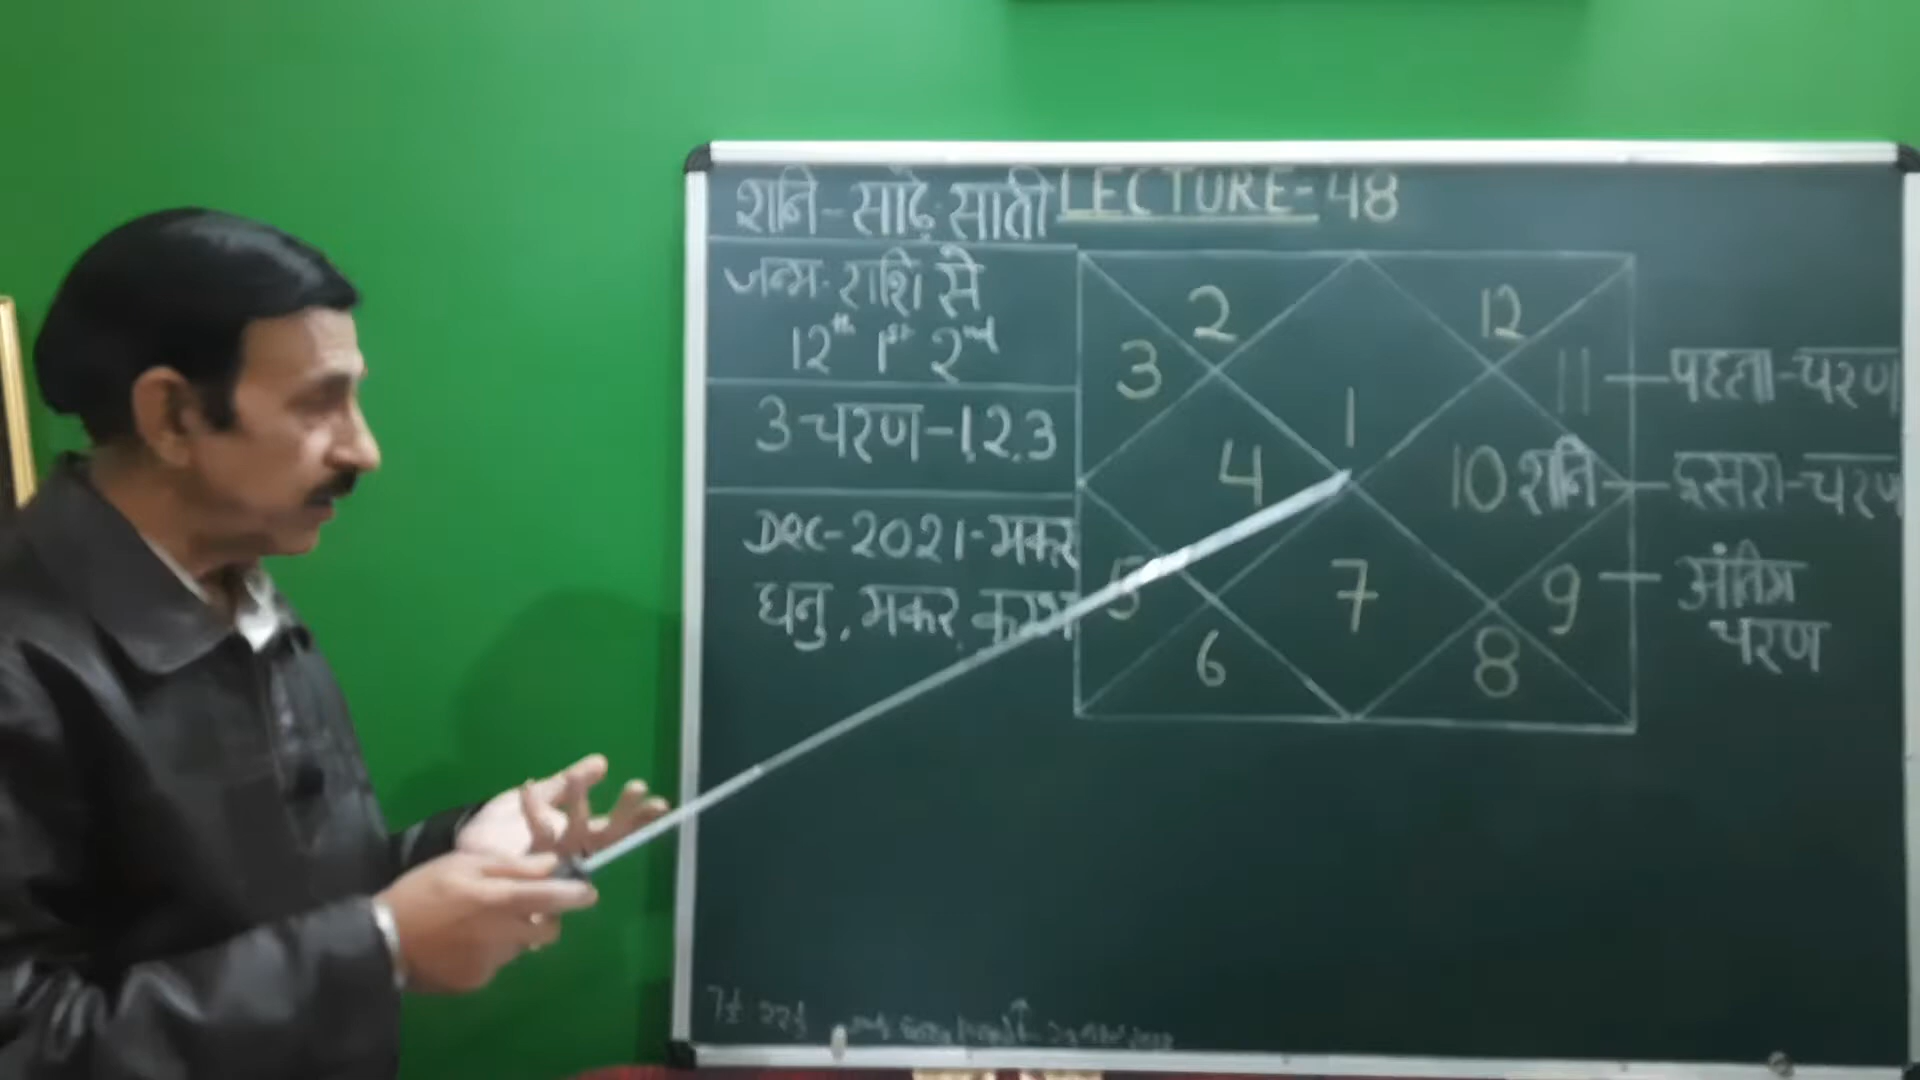 शनि-साढ़े साती LECTURE-48
जन्म राशि से
12th 1st 2nd
3 चरण-1.2.3
Dec-2021-मकर
धनु, मकर, कुम्भ
2
12
3
11
पहला-चरण
1
4
10 शनि
दूसरा-चरण
5
7
9
अंतिम
चरण
6
8